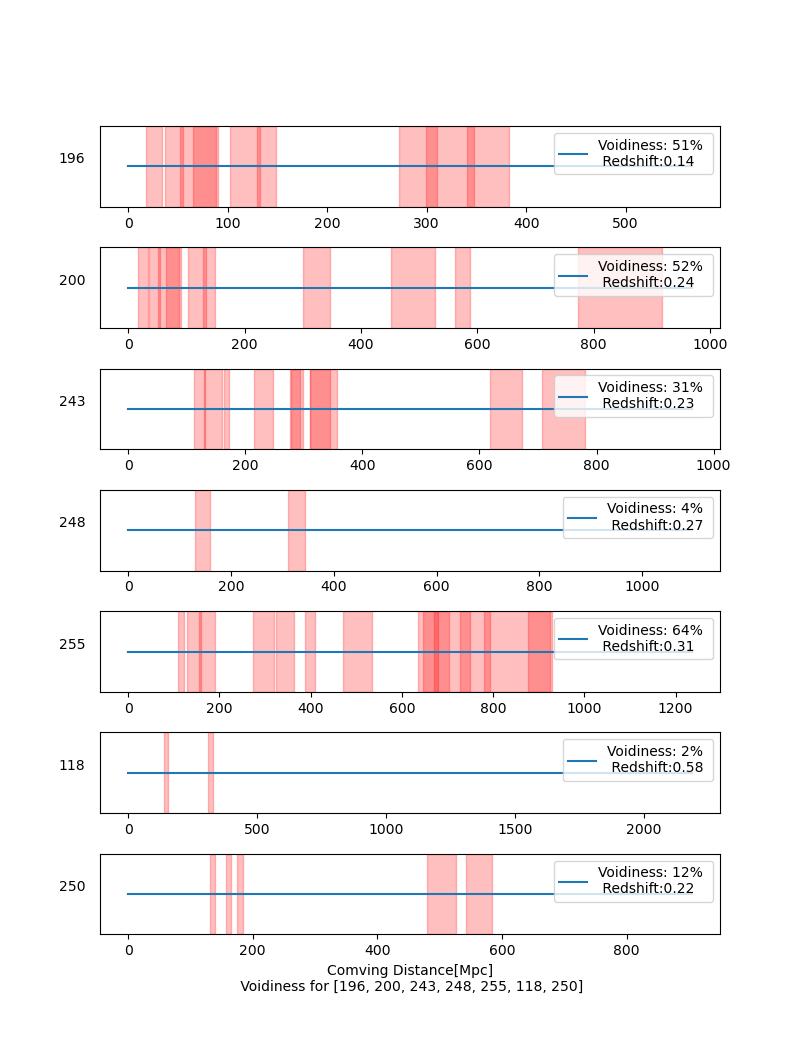 196
Voidiness: 51%
Redshift:0.14
0 100 200 300 400 500
200
Voidiness: 52%
Redshift:0.24
0 200 400 600 800 1000
243
Voidiness: 31%
Redshift:0.23
0 200 400 600 800 1000
248
Voidiness: 4%
Redshift:0.27
0 200 400 600 800 1000
255
Voidiness: 64%
Redshift:0.31
0 200 400 600 800 1000 1200
118
Voidiness: 2%
Redshift:0.58
0 500 1000 1500 2000
250
Voidiness: 12%
Redshift:0.22
0 200 400 600 800
Comving Distance[Mpc]
Voidiness for [196, 200, 243, 248, 255, 118, 250]